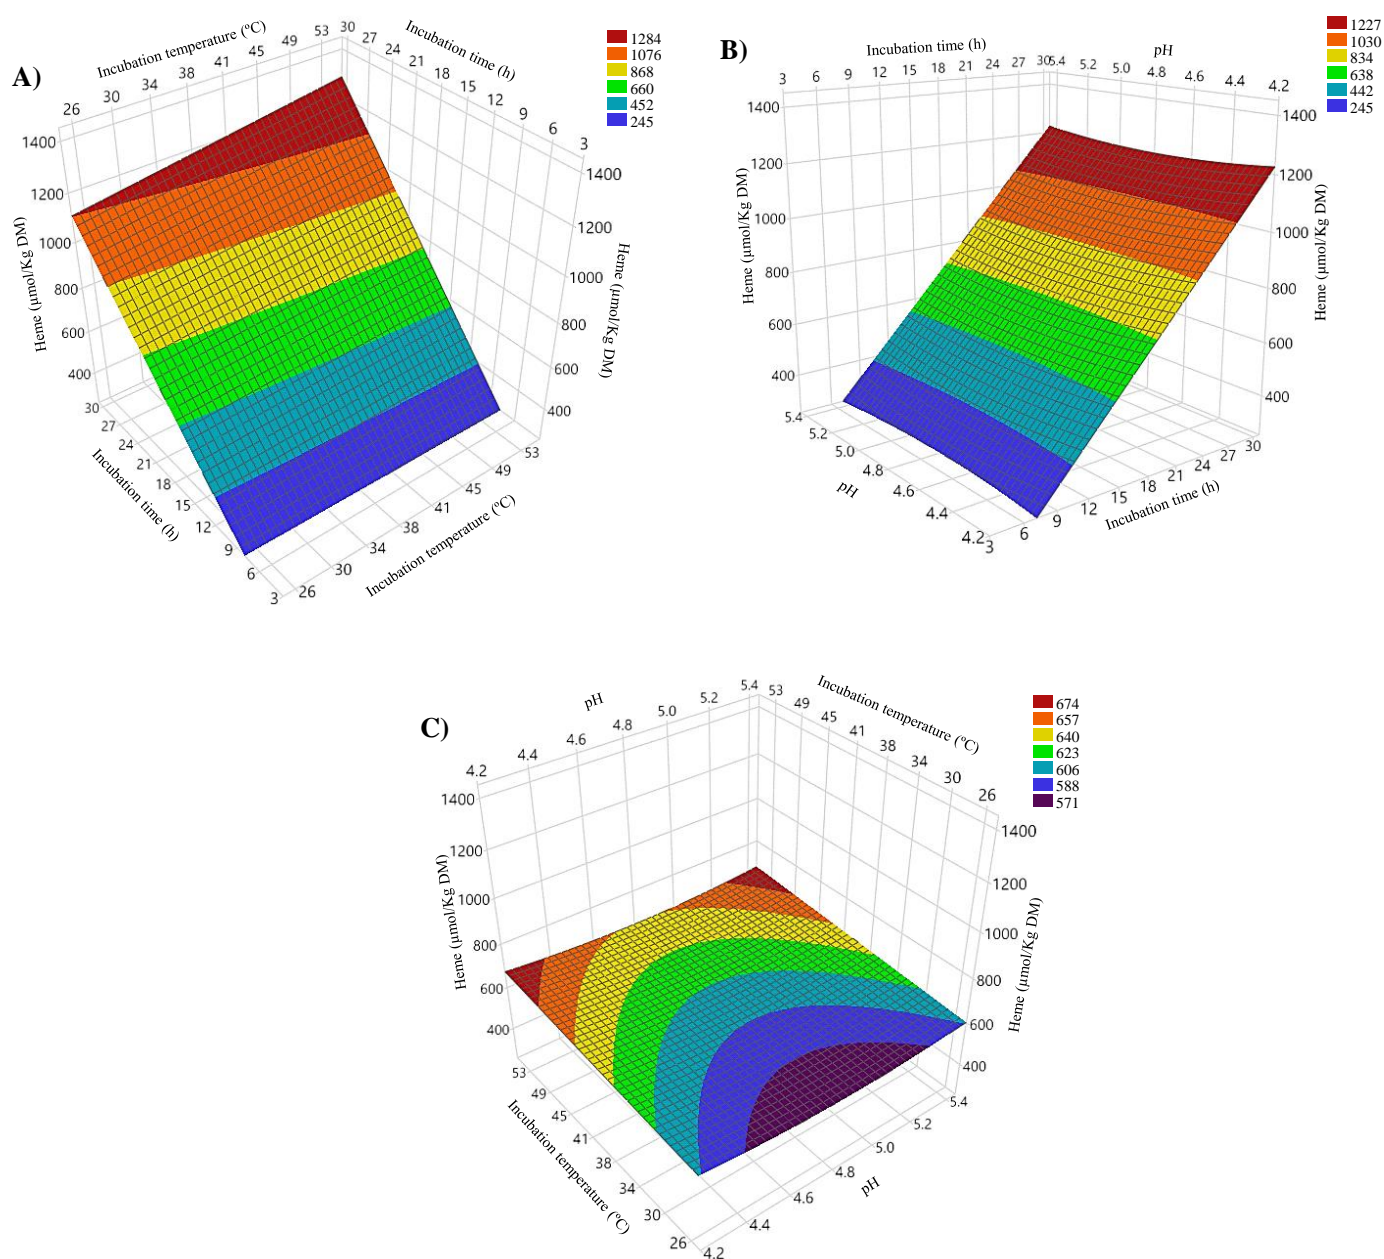 A)
Incubation temperature (ºC)
26 30 34 38 41 45 49 53
Incubation time (h)
30 27 24 21 18 15 12 9 6 3
1284
1076
868
660
452
245
Heme (µmol/Kg DM)
1400
1200
1000
800
600
400
Heme (µmol/Kg DM)
1400
1200
1000
800
600
400
Incubation time (h)
30 27 24 21 18 15 12 9 6 3
Incubation temperature (ºC)
26 30 34 38 41 45 49 53
B)
Incubation time (h)
3 6 9 12 15 18 21 24 27 30
pH
5.4 5.2 5.0 4.8 4.6 4.4 4.2
1227
1030
834
638
442
245
Heme (µmol/Kg DM)
1400
1200
1000
800
600
400
Heme (µmol/Kg DM)
1400
1200
1000
800
600
400
pH
5.4 5.2 5.0 4.8 4.6 4.4 4.2
Incubation time (h)
3 6 9 12 15 18 21 24 27 30
C)
pH
4.2 4.4 4.6 4.8 5.0 5.2 5.4
Incubation temperature (ºC)
53 49 45 41 38 34 30 26
674
657
640
623
606
588
571
Heme (µmol/Kg DM)
1400
1200
1000
800
600
400
Heme (µmol/Kg DM)
1400
1200
1000
800
600
400
Incubation temperature (ºC)
53 49 45 41 38 34 30 26
pH
4.2 4.4 4.6 4.8 5.0 5.2 5.4